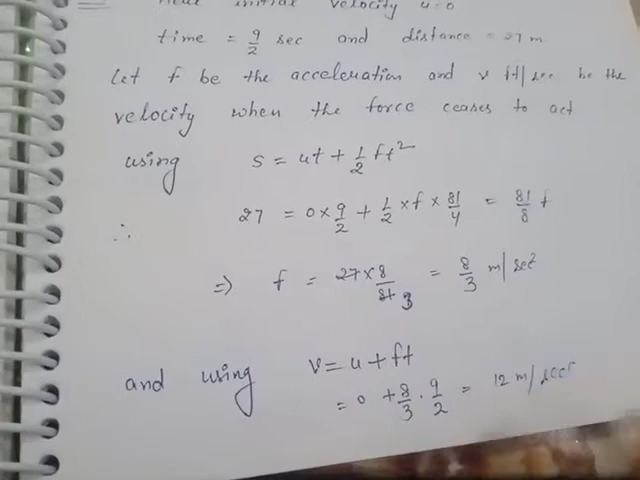 initial velocity u=0
time = 9/2 sec and distance = 27 m
Let f be the acceleration and v ft/sec be the
velocity when the force ceases to act
using s = ut + 1/2 ft²
∴ 27 = 0 × 9/2 + 1/2 × f × 81/4 = 81/8 f
⇒ f = 27×8/81 3 = 8/3 m/sec²
and using v = u + ft
= 0 + 8/3 . 9/2 = 12 m/sec